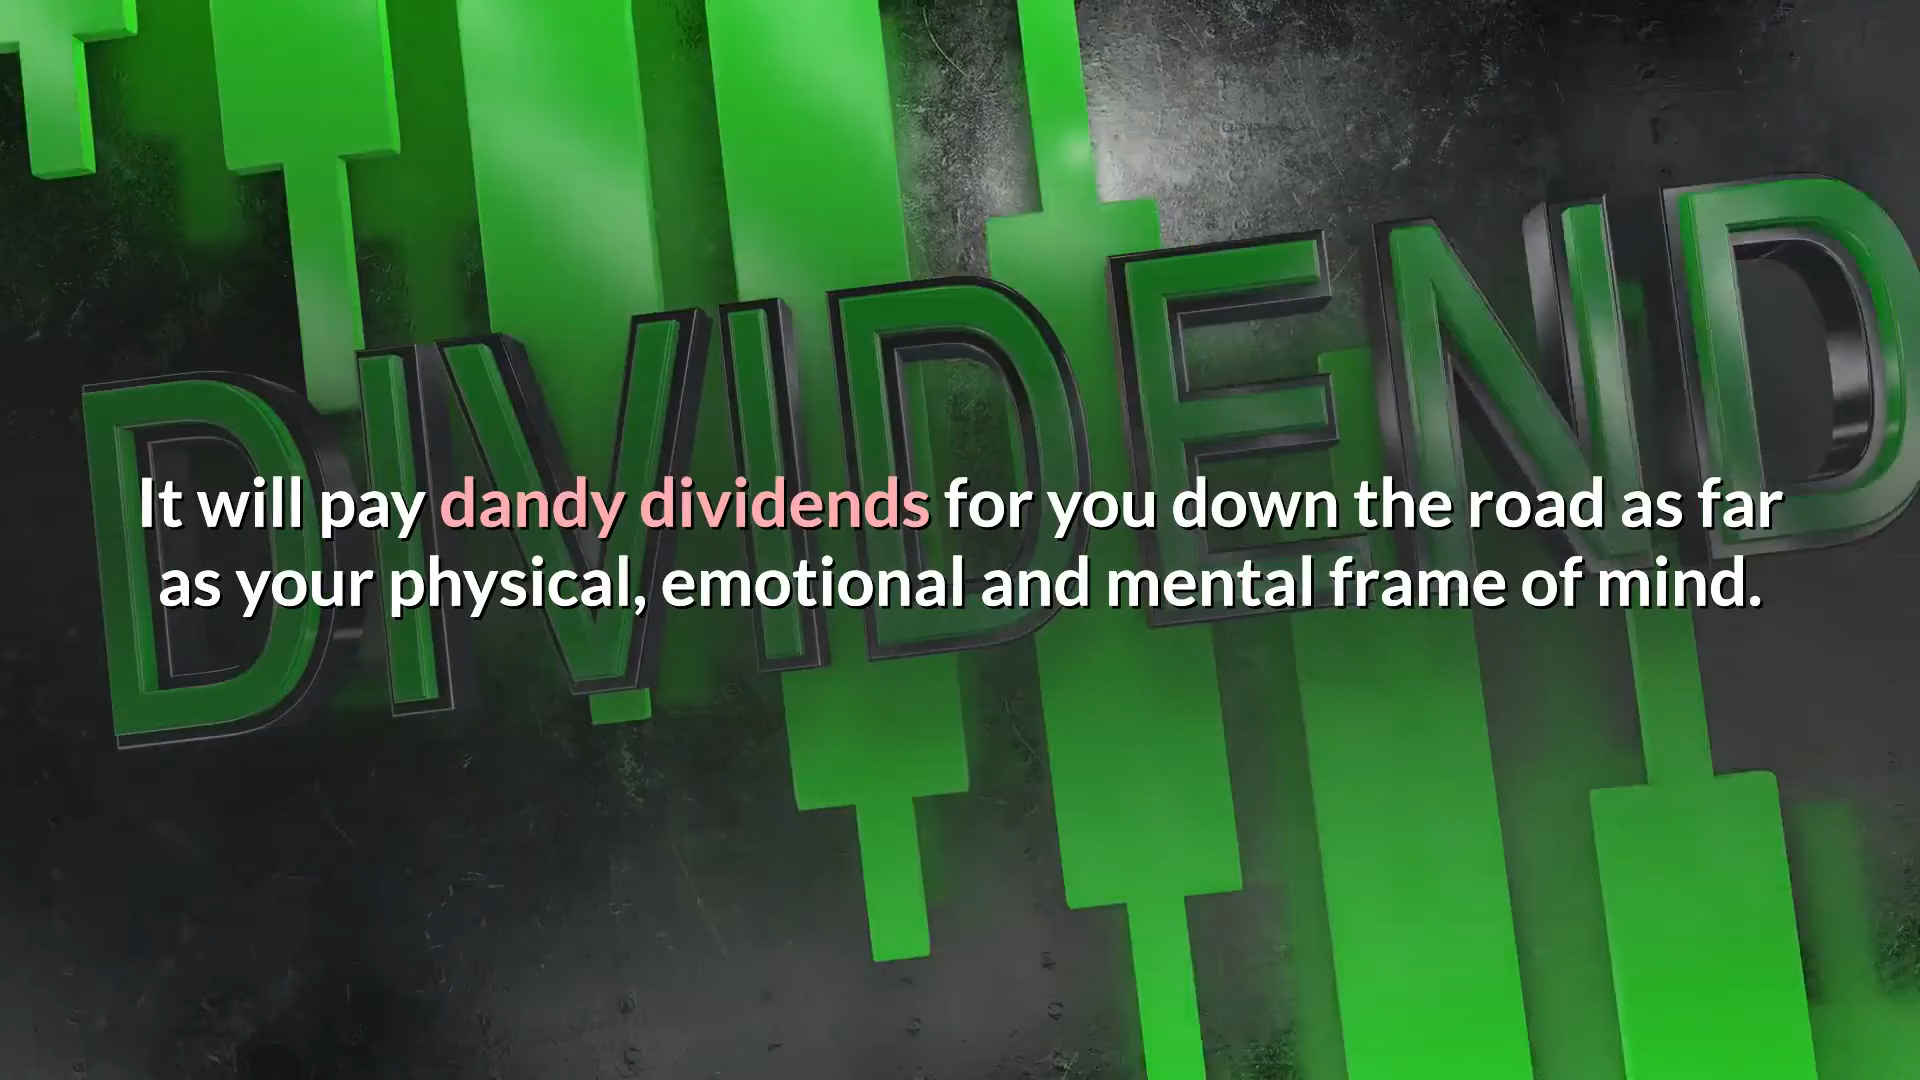 DIVIDEND
It will pay dandy dividends for you down the road as far
as your physical, emotional and mental frame of mind.